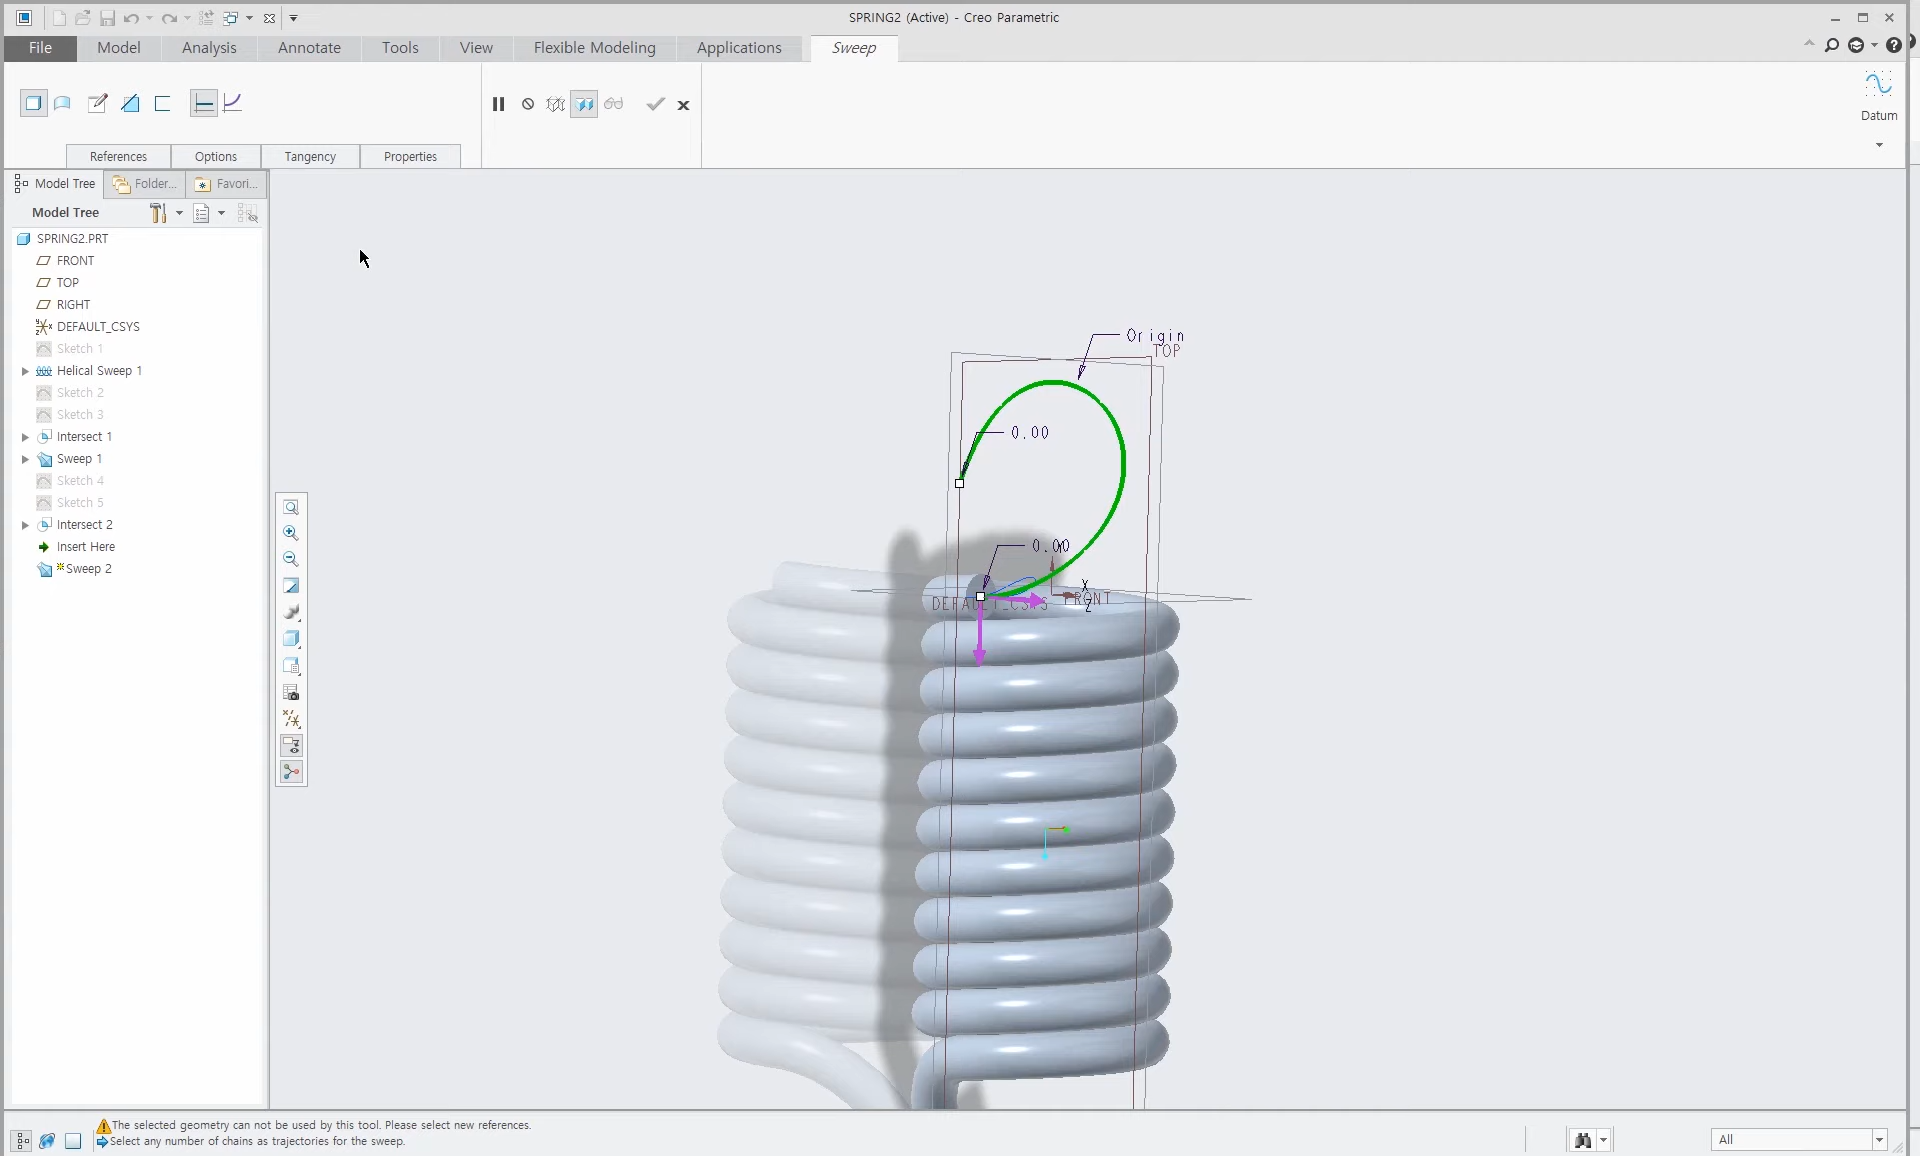 SPRING2 (Active) - Creo Parametric
File Model Analysis Annotate Tools View Flexible Modeling Applications Sweep
Datum
References Options Tangency Properties
Model Tree Folder... Favori...
Model Tree
SPRING2.PRT
FRONT
TOP
RIGHT
DEFAULT_CSYS
Sketch 1
Helical Sweep 1
Sketch 2
Sketch 3
Intersect 1
Sweep 1
Sketch 4
Sketch 5
Intersect 2
Insert Here
Sweep 2
Origin
TOP
0.00
0.00
X
Z
DEFAULT_CSYS
FRONT
The selected geometry can not be used by this tool. Please select new references.
Select any number of chains as trajectories for the sweep.
All